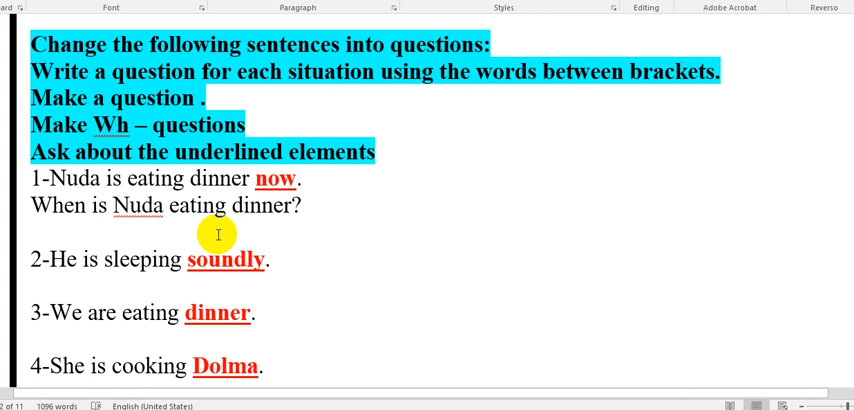 ard Font Paragraph Styles Editing Adobe Acrobat Reverso
Change the following sentences into questions:
Write a question for each situation using the words between brackets.
Make a question .
Make Wh – questions
Ask about the underlined elements
1-Nuda is eating dinner now.
When is Nuda eating dinner?
2-He is sleeping soundly.
3-We are eating dinner.
4-She is cooking Dolma.
2 of 11 1096 words English (United States)